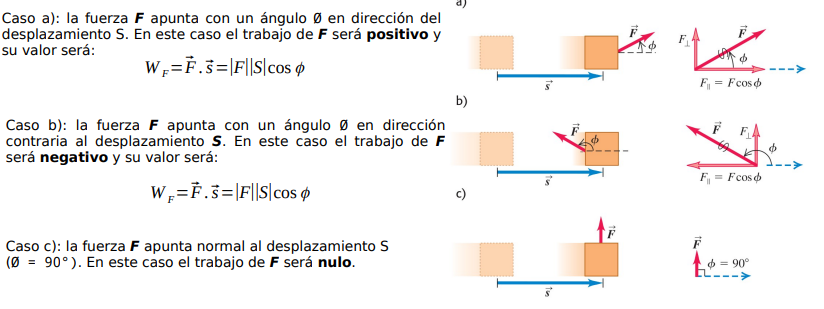 Caso a): la fuerza F apunta con un ángulo Ø en dirección del
desplazamiento S. En este caso el trabajo de F será positivo y
su valor será:
W_F=F⃗.s⃗=|F||S|cos ϕ
Caso b): la fuerza F apunta con un ángulo Ø en dirección
contraria al desplazamiento S. En este caso el trabajo de F
será negativo y su valor será:
W_F=F⃗.s⃗=|F||S|cos ϕ
Caso c): la fuerza F apunta normal al desplazamiento S
(Ø = 90°). En este caso el trabajo de F será nulo.
a)
F⃗
ϕ
s⃗
F⊥
F⃗
ϕ
F∥ = F cos ϕ
b)
F⃗
ϕ
s⃗
F⃗
F⊥
ϕ
F∥ = F cos ϕ
c)
F⃗
s⃗
F⃗
ϕ = 90°